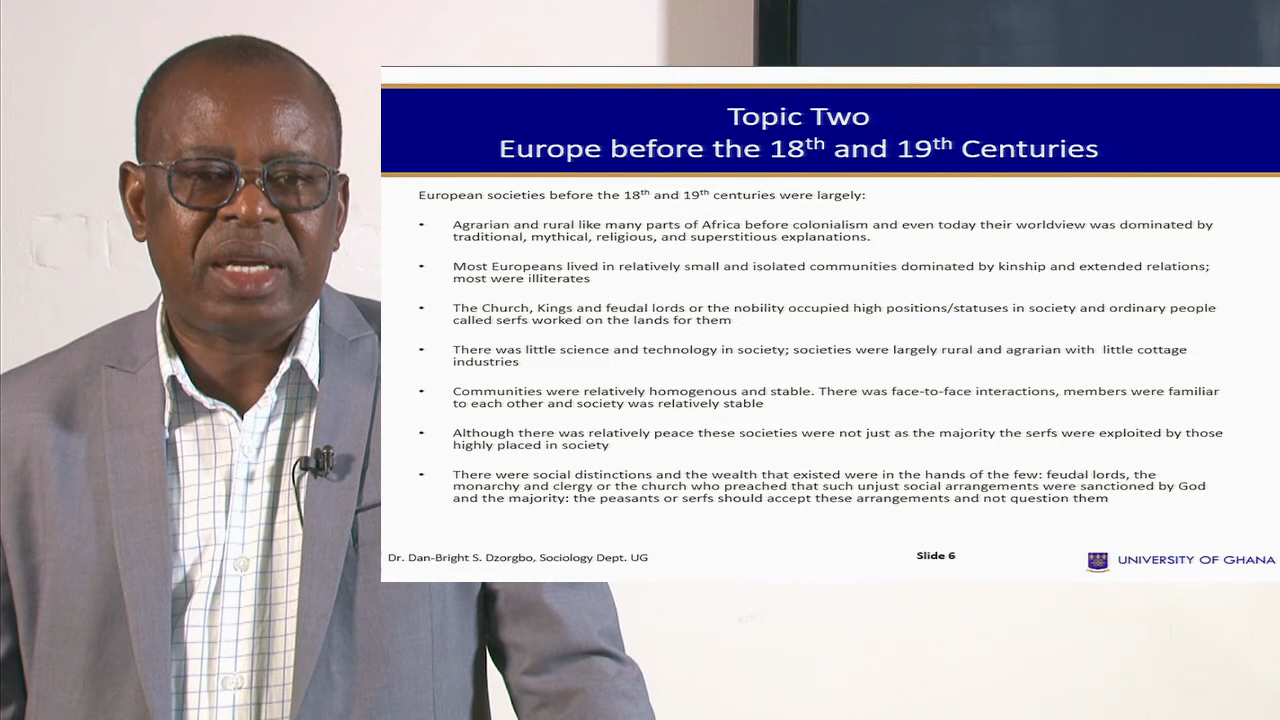 Topic Two
Europe before the 18th and 19th Centuries
European societies before the 18th and 19th centuries were largely:
• Agrarian and rural like many parts of Africa before colonialism and even today their worldview was dominated by
traditional, mythical, religious, and superstitious explanations.
• Most Europeans lived in relatively small and isolated communities dominated by kinship and extended relations;
most were illiterates
• The Church, Kings and feudal lords or the nobility occupied high positions/statuses in society and ordinary people
called serfs worked on the lands for them
• There was little science and technology in society; societies were largely rural and agrarian with little cottage
industries
• Communities were relatively homogenous and stable. There was face-to-face interactions, members were familiar
to each other and society was relatively stable
• Although there was relatively peace these societies were not just as the majority the serfs were exploited by those
highly placed in society
• There were social distinctions and the wealth that existed were in the hands of the few: feudal lords, the
monarchy and clergy or the church who preached that such unjust social arrangements were sanctioned by God
and the majority: the peasants or serfs should accept these arrangements and not question them
Dr. Dan-Bright S. Dzorgbo, Sociology Dept. UG
Slide 6
UNIVERSITY OF GHANA